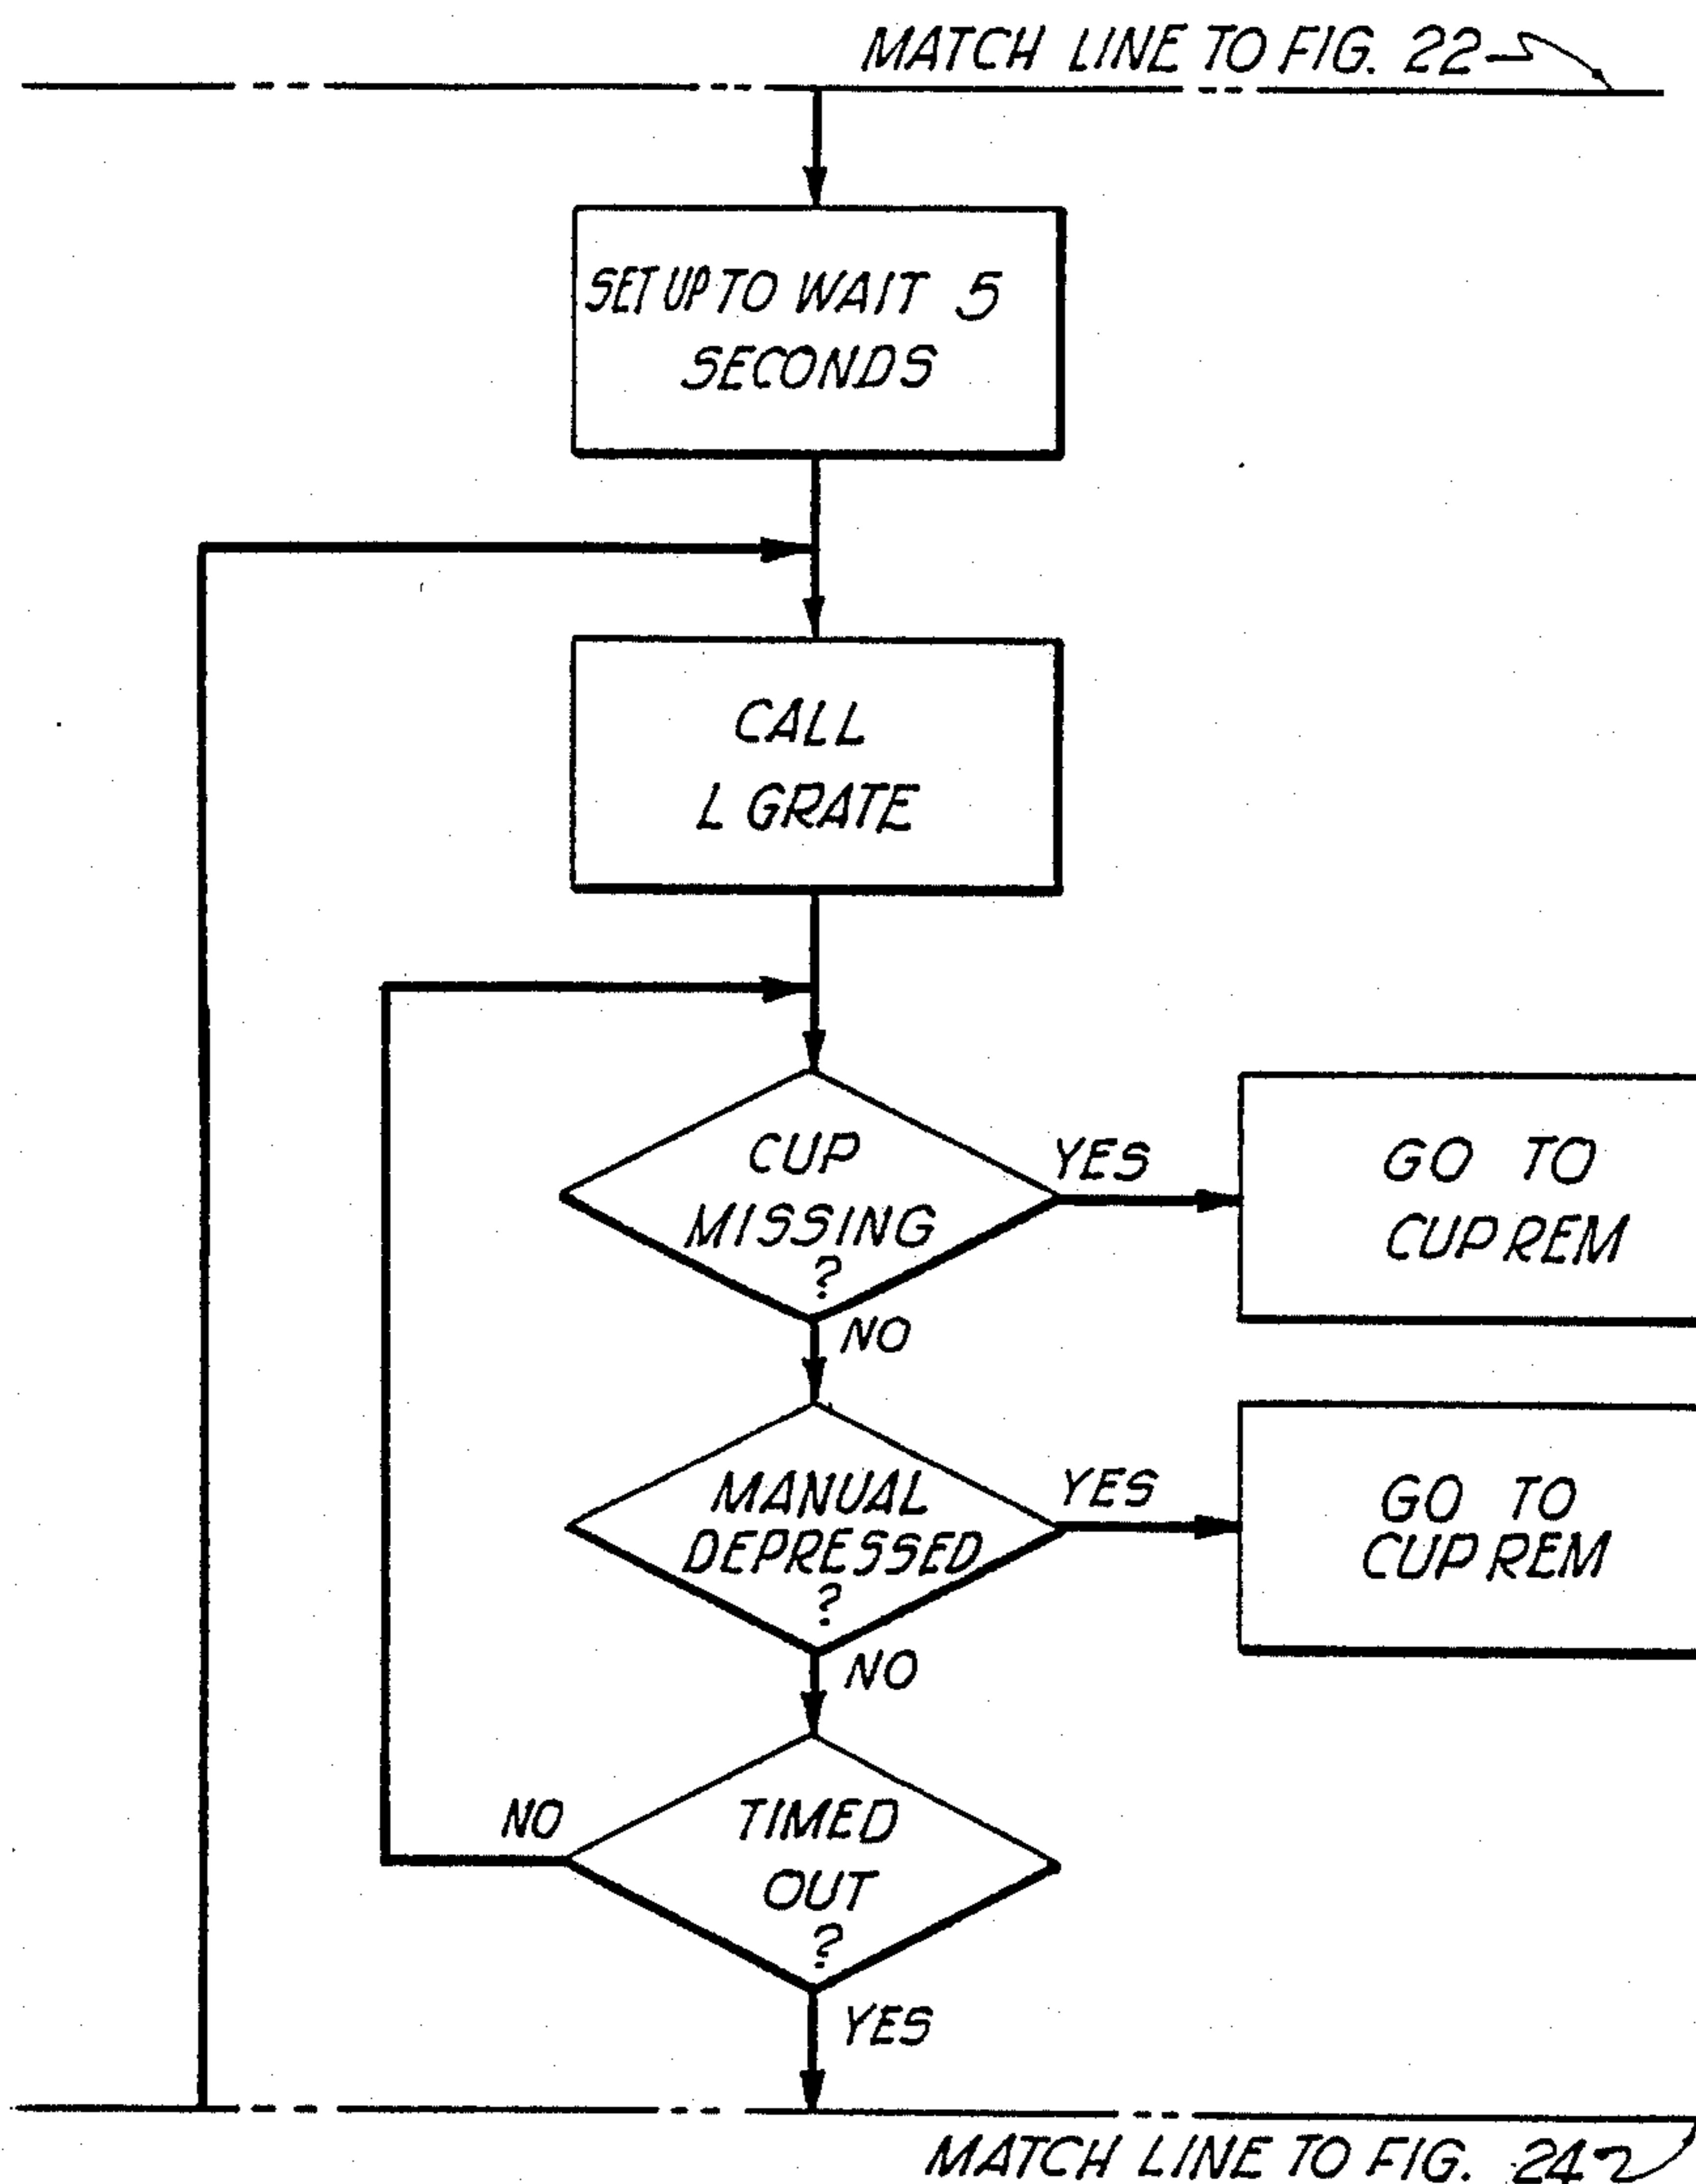 MATCH LINE TO FIG. 22
SET UP TO WAIT 5
SECONDS
CALL
L GRATE
CUP
MISSING
?
YES
GO TO
CUP REM
NO
MANUAL
DEPRESSED
?
YES
GO TO
CUP REM
NO
TIMED
OUT
?
NO
YES
MATCH LINE TO FIG. 24